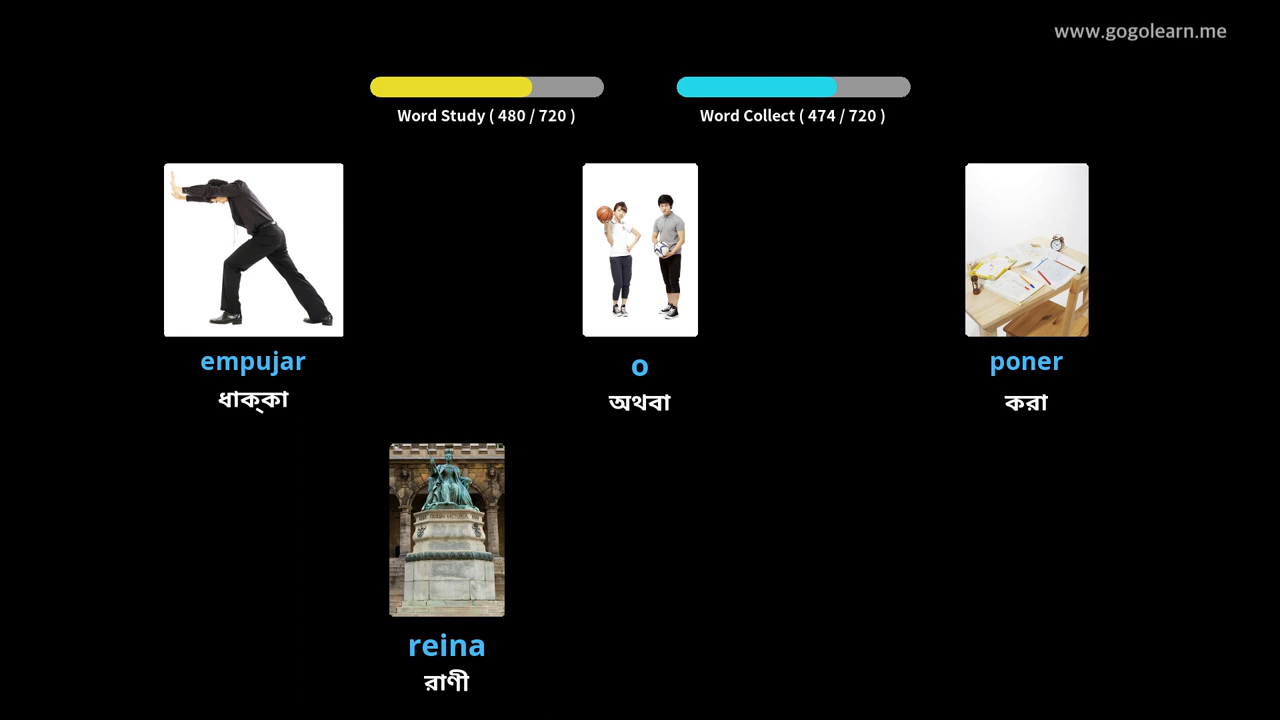 www.gogolearn.me
Word Study ( 480 / 720 )
Word Collect ( 474 / 720 )
empujar
ধাক্‌কা
o
অথবা
poner
করা
reina
রাণী